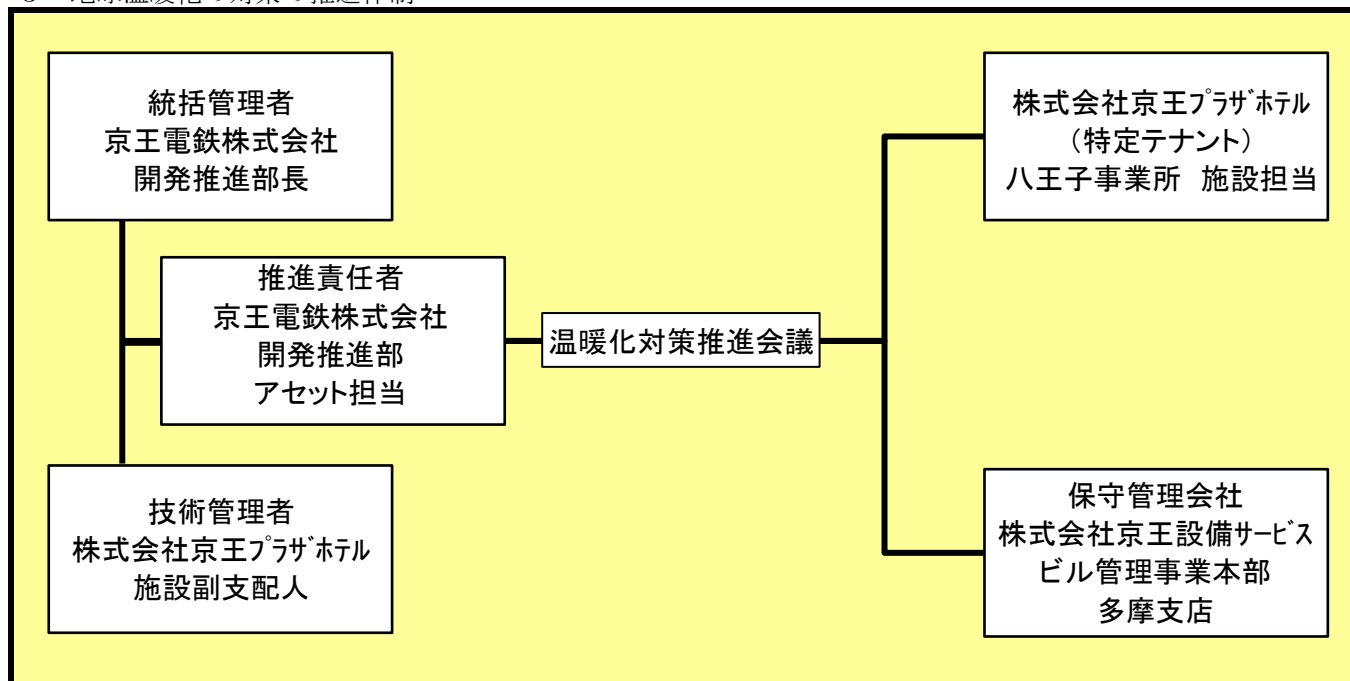 統括管理者
京王電鉄株式会社
開発推進部長
推進責任者
京王電鉄株式会社
開発推進部
アセット担当
技術管理者
株式会社京王ﾌﾟﾗｻﾞﾎﾃﾙ
施設副支配人
温暖化対策推進会議
株式会社京王ﾌﾟﾗｻﾞﾎﾃﾙ
(特定テナント)
八王子事業所　施設担当
保守管理会社
株式会社京王設備ｻｰﾋﾞｽ
ビル管理事業本部
多摩支店